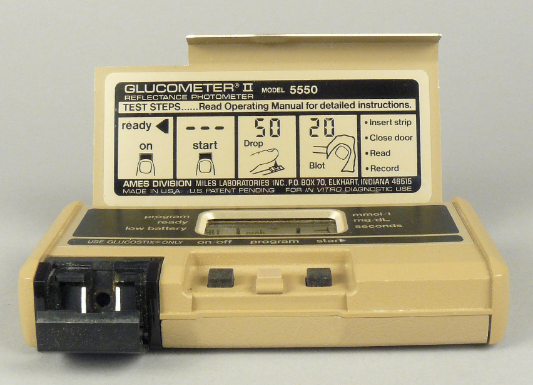 GLUCOMETER® II MODEL 5550
REFLECTANCE PHOTOMETER
TEST STEPS......Read Operating Manual for detailed instructions.
ready
on
---
start
50
Drop
20
Blot
• Insert strip
• Close door
• Read
• Record
AMES DIVISION MILES LABORATORIES INC., P.O. BOX 70, ELKHART, INDIANA 46515
MADE IN U.S.A. U.S. PATENT PENDING FOR IN VITRO DIAGNOSTIC USE
program
ready
low battery
mmol-l
mg-dL
seconds
USE GLUCOSTIX® ONLY on/off program start